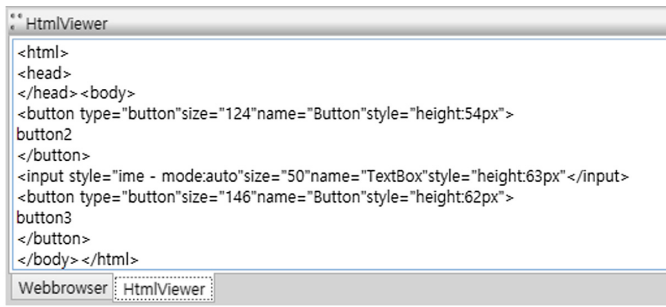 HtmlViewer
<html>
<head>
</head><body>
<button type="button"size="124"name="Button"style="height:54px">
button2
</button>
<input style="ime - mode:auto"size="50"name="TextBox"style="height:63px"</input>
<button type="button"size="146"name="Button"style="height:62px">
button3
</button>
</body></html>
Webbrowser HtmlViewer